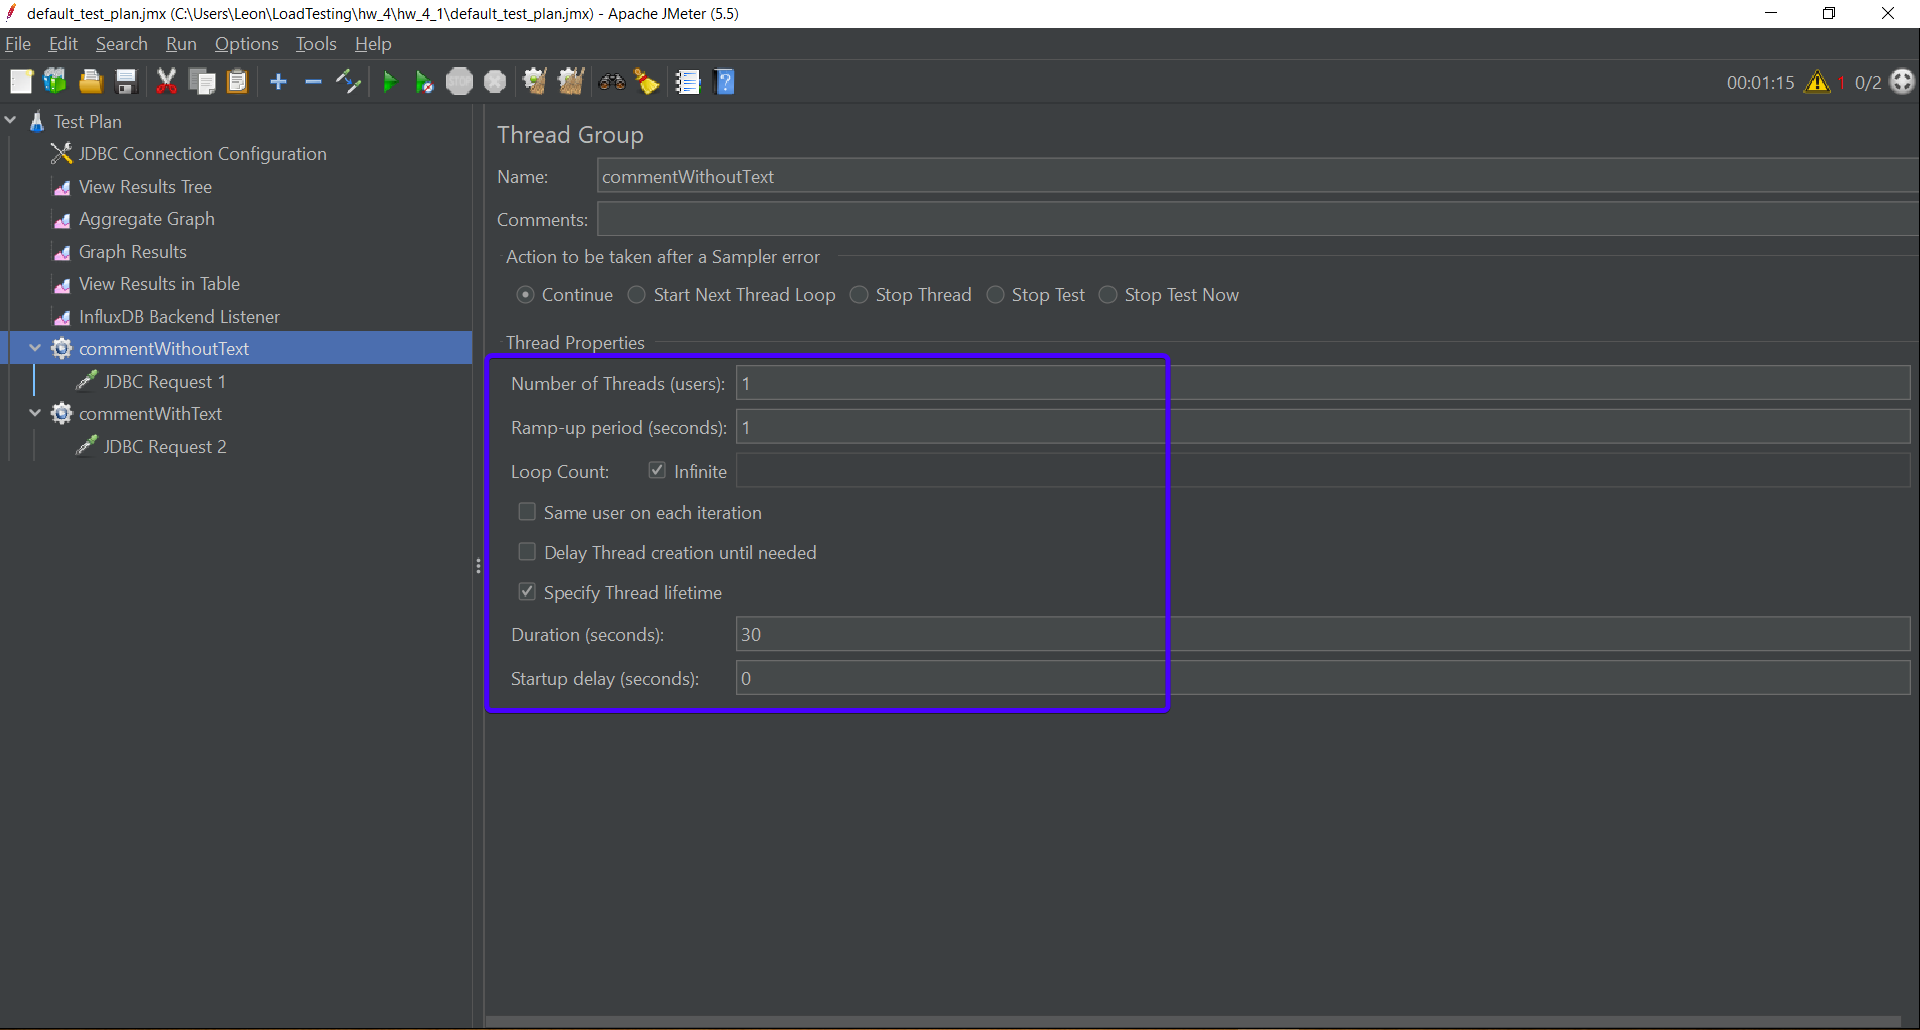 default_test_plan.jmx (C:\Users\Leon\LoadTesting\hw_4\hw_4_1\default_test_plan.jmx) - Apache JMeter (5.5)
File Edit Search Run Options Tools Help
STOP
00:01:15 1 0/2
Test Plan
JDBC Connection Configuration
View Results Tree
Aggregate Graph
Graph Results
View Results in Table
InfluxDB Backend Listener
commentWithoutText
JDBC Request 1
commentWithText
JDBC Request 2
Thread Group
Name: commentWithoutText
Comments:
Action to be taken after a Sampler error
Continue Start Next Thread Loop Stop Thread Stop Test Stop Test Now
Thread Properties
Number of Threads (users): 1
Ramp-up period (seconds): 1
Loop Count: Infinite
Same user on each iteration
Delay Thread creation until needed
Specify Thread lifetime
Duration (seconds): 30
Startup delay (seconds): 0